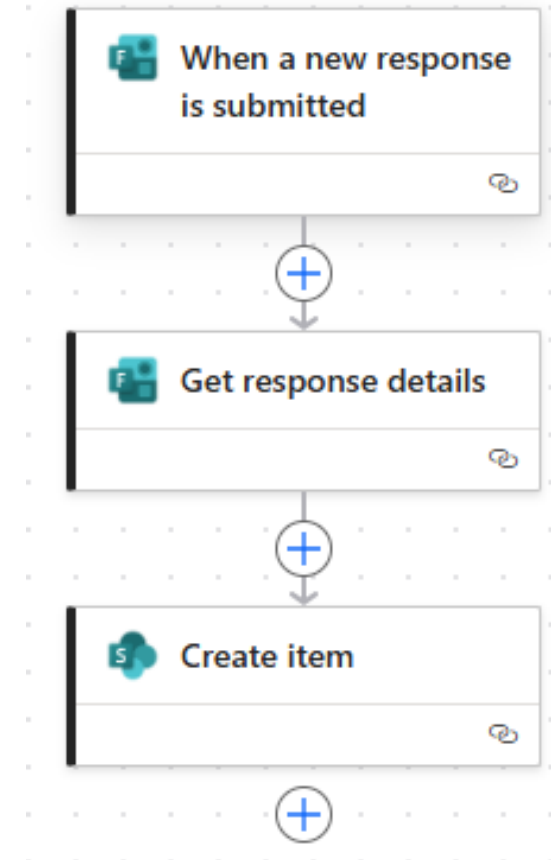 F
When a new response
is submitted
F
Get response details
S
Create item